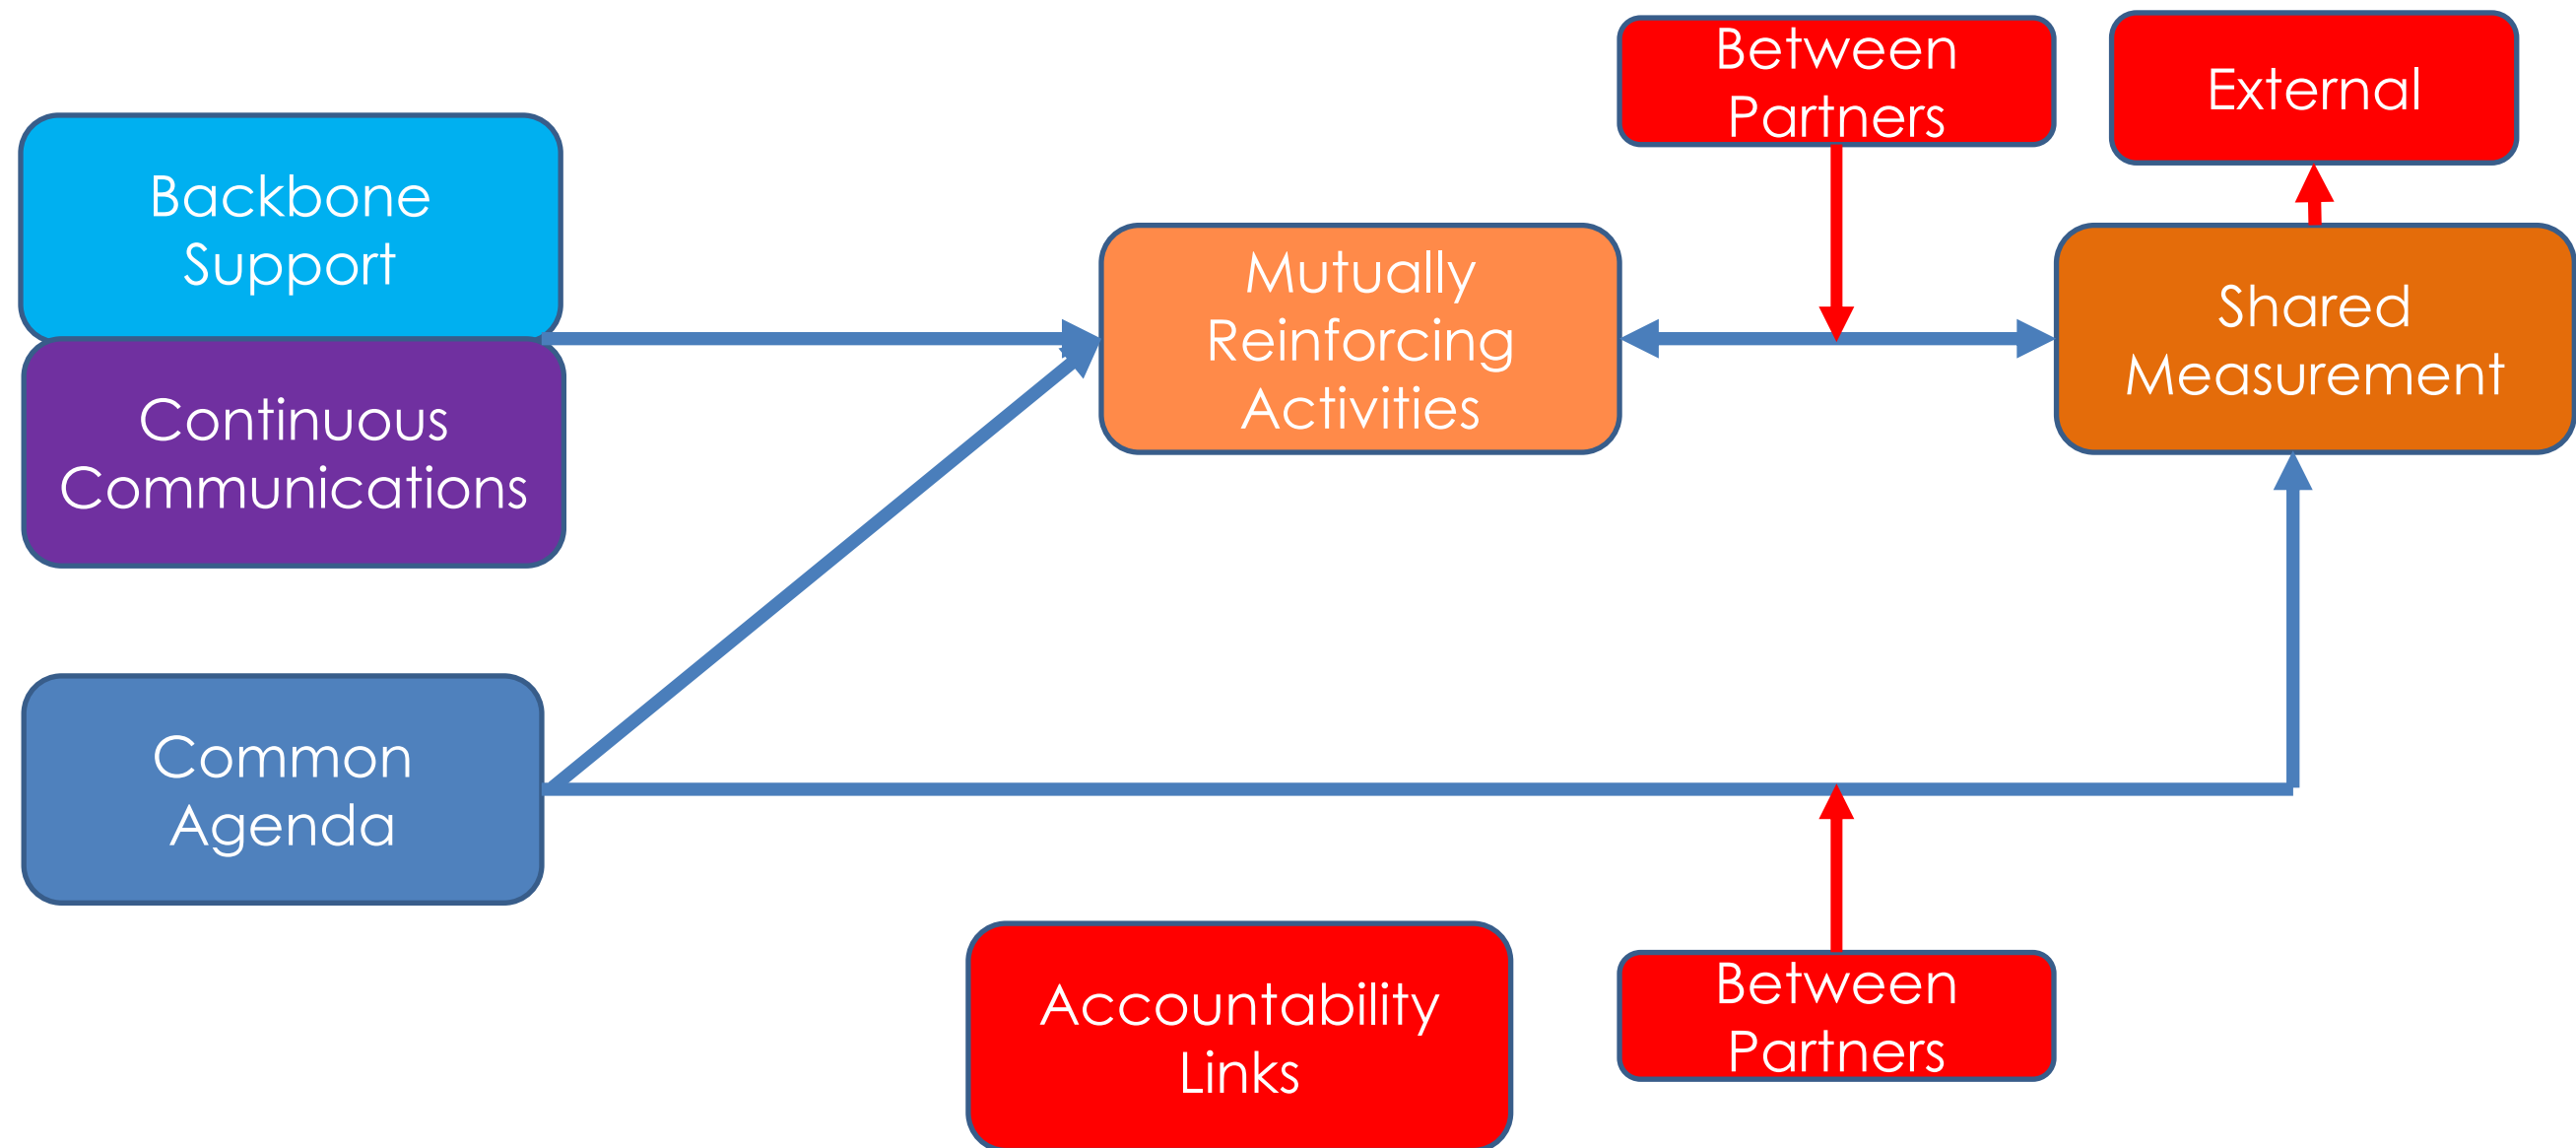 Between
Partners
External
Backbone
Support
Mutually
Reinforcing
Activities
Shared
Measurement
Continuous
Communications
Common
Agenda
Accountability
Links
Between
Partners